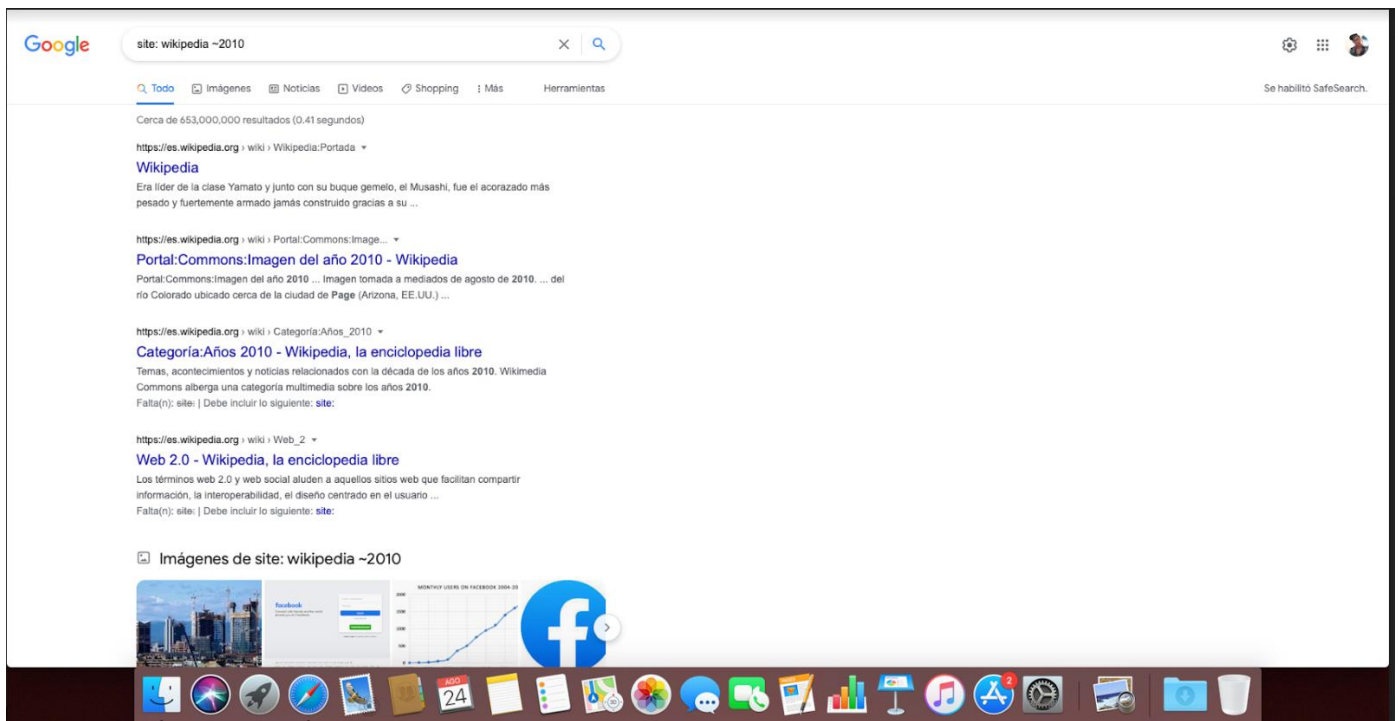 Google
site: wikipedia ~2010
Todo Imágenes Noticias Videos Shopping Más Herramientas
Se habilitó SafeSearch.
Cerca de 653,000,000 resultados (0.41 segundos)
https://es.wikipedia.org › wiki › Wikipedia:Portada
Wikipedia
Era líder de la clase Yamato y junto con su buque gemelo, el Musashi, fue el acorazado más
pesado y fuertemente armado jamás construido gracias a su ...
https://es.wikipedia.org › wiki › Portal:Commons:Image...
Portal:Commons:Imagen del año 2010 - Wikipedia
Portal:Commons:Imagen del año 2010 ... Imagen tomada a mediados de agosto de 2010. ... del
río Colorado ubicado cerca de la ciudad de Page (Arizona, EE.UU.) ...
https://es.wikipedia.org › wiki › Categoría:Años_2010
Categoría:Años 2010 - Wikipedia, la enciclopedia libre
Temas, acontecimientos y noticias relacionados con la década de los años 2010. Wikimedia
Commons alberga una categoría multimedia sobre los años 2010.
Falta(n): site: | Debe incluir lo siguiente: site:
https://es.wikipedia.org › wiki › Web_2
Web 2.0 - Wikipedia, la enciclopedia libre
Los términos web 2.0 y web social aluden a aquellos sitios web que facilitan compartir
información, la interoperabilidad, el diseño centrado en el usuario ...
Falta(n): site: | Debe incluir lo siguiente: site:
Imágenes de site: wikipedia ~2010
MONTHLY USERS ON FACEBOOK 2004-20
facebook
AGO
24
2